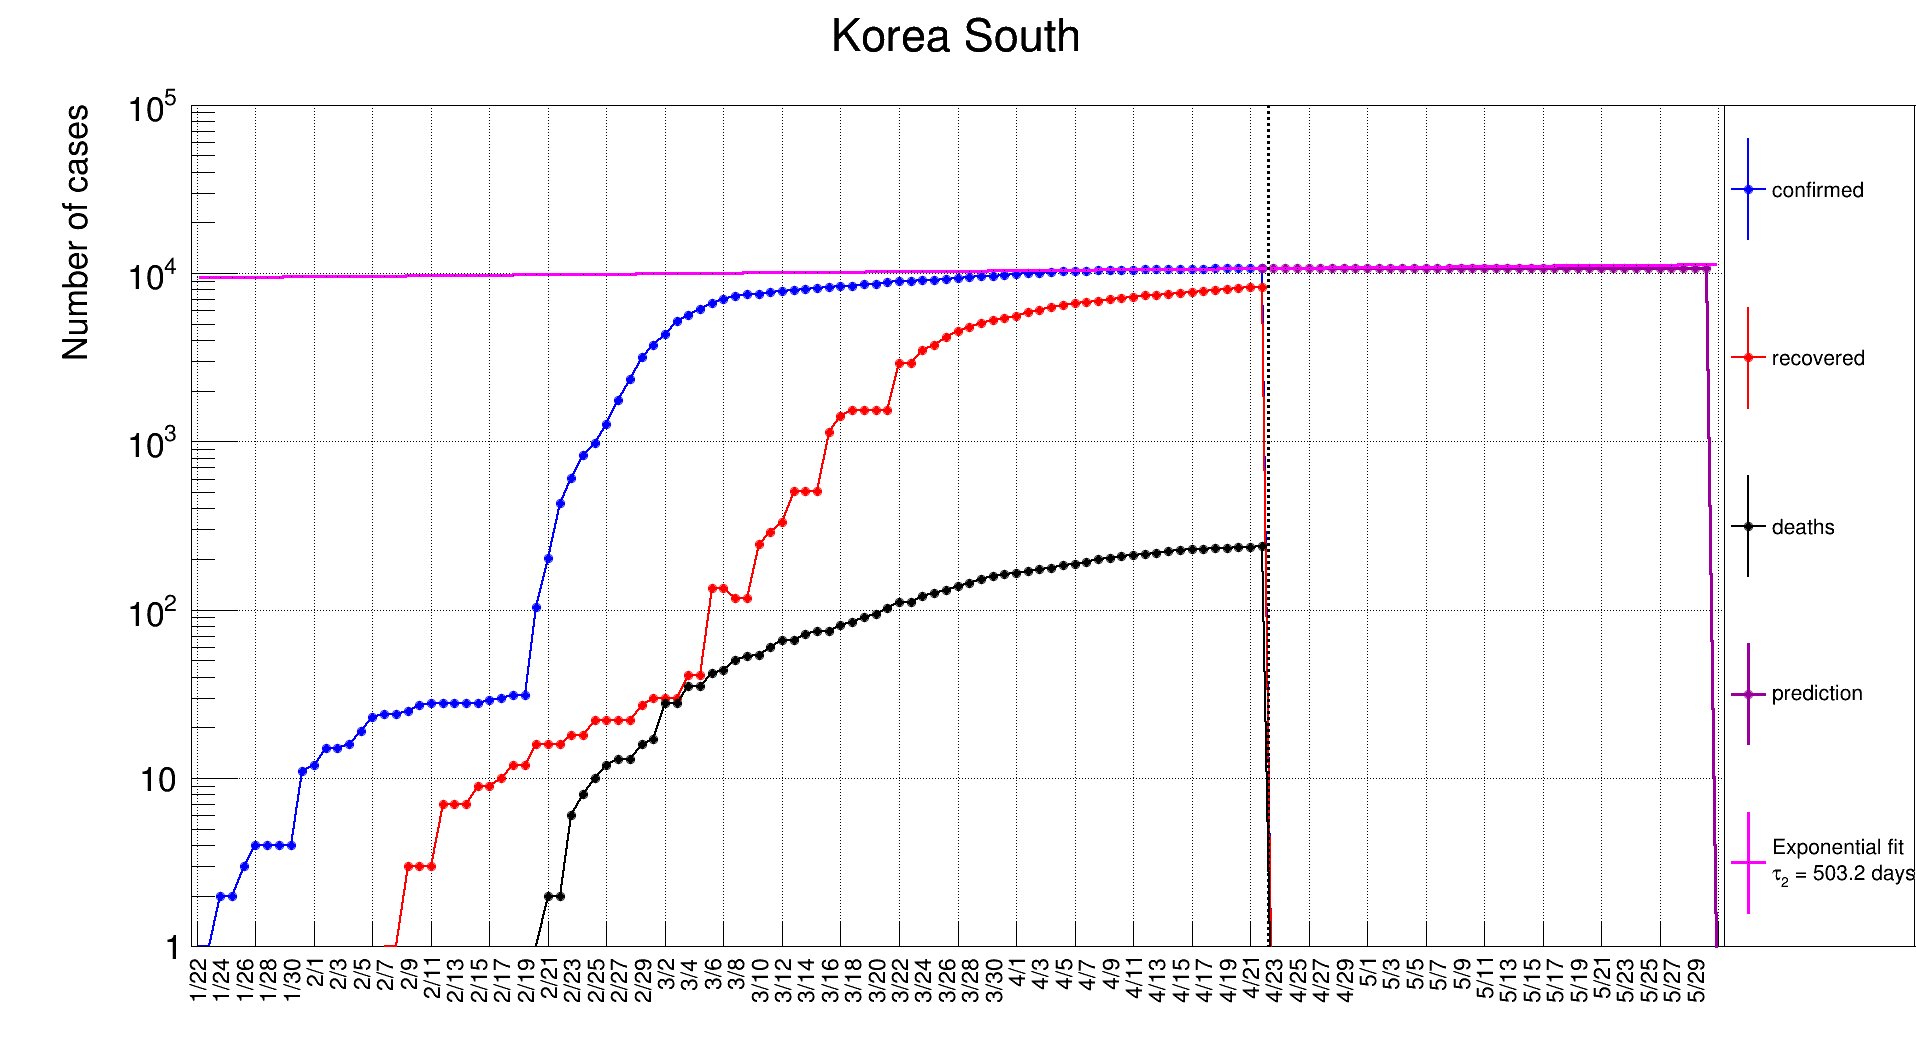 Korea South
Number of cases
10^5
10^4
10^3
10^2
10
1
1/22 1/24 1/26 1/28 1/30 2/1 2/3 2/5 2/7 2/9 2/11 2/13 2/15 2/17 2/19 2/21 2/23 2/25 2/27 2/29 3/2 3/4 3/6 3/8 3/10 3/12 3/14 3/16 3/18 3/20 3/22 3/24 3/26 3/28 3/30 4/1 4/3 4/5 4/7 4/9 4/11 4/13 4/15 4/17 4/19 4/21 4/23 4/25 4/27 4/29 5/1 5/3 5/5 5/7 5/9 5/11 5/13 5/15 5/17 5/19 5/21 5/23 5/25 5/27 5/29
confirmed
recovered
deaths
prediction
Exponential fit
τ₂ = 503.2 days